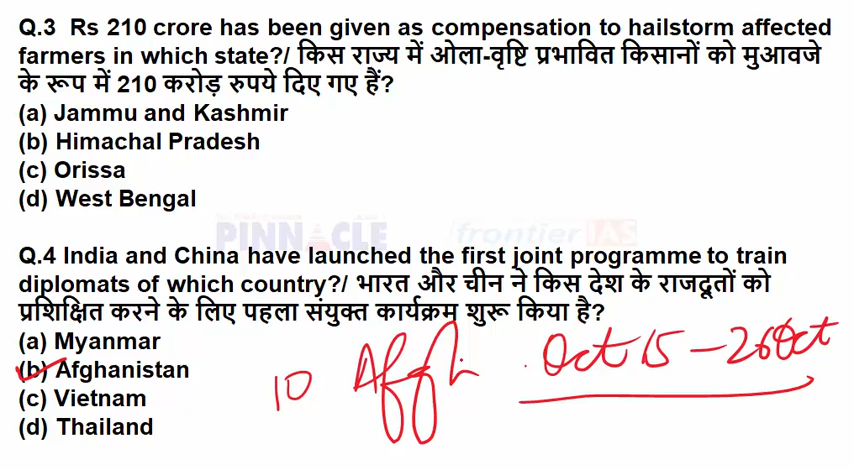 Q.3 Rs 210 crore has been given as compensation to hailstorm affected
farmers in which state?/ किस राज्य में ओला-वृष्टि प्रभावित किसानों को मुआवजे
के रूप में 210 करोड़ रुपये दिए गए हैं?
(a) Jammu and Kashmir
(b) Himachal Pradesh
(c) Orissa
(d) West Bengal
PINNACLE frontier IAS
Q.4 India and China have launched the first joint programme to train
diplomats of which country?/ भारत और चीन ने किस देश के राजदूतों को
प्रशिक्षित करने के लिए पहला संयुक्त कार्यक्रम शुरू किया है?
(a) Myanmar
(b) Afghanistan
(c) Vietnam
(d) Thailand
10 Oct 15 - 26 Oct